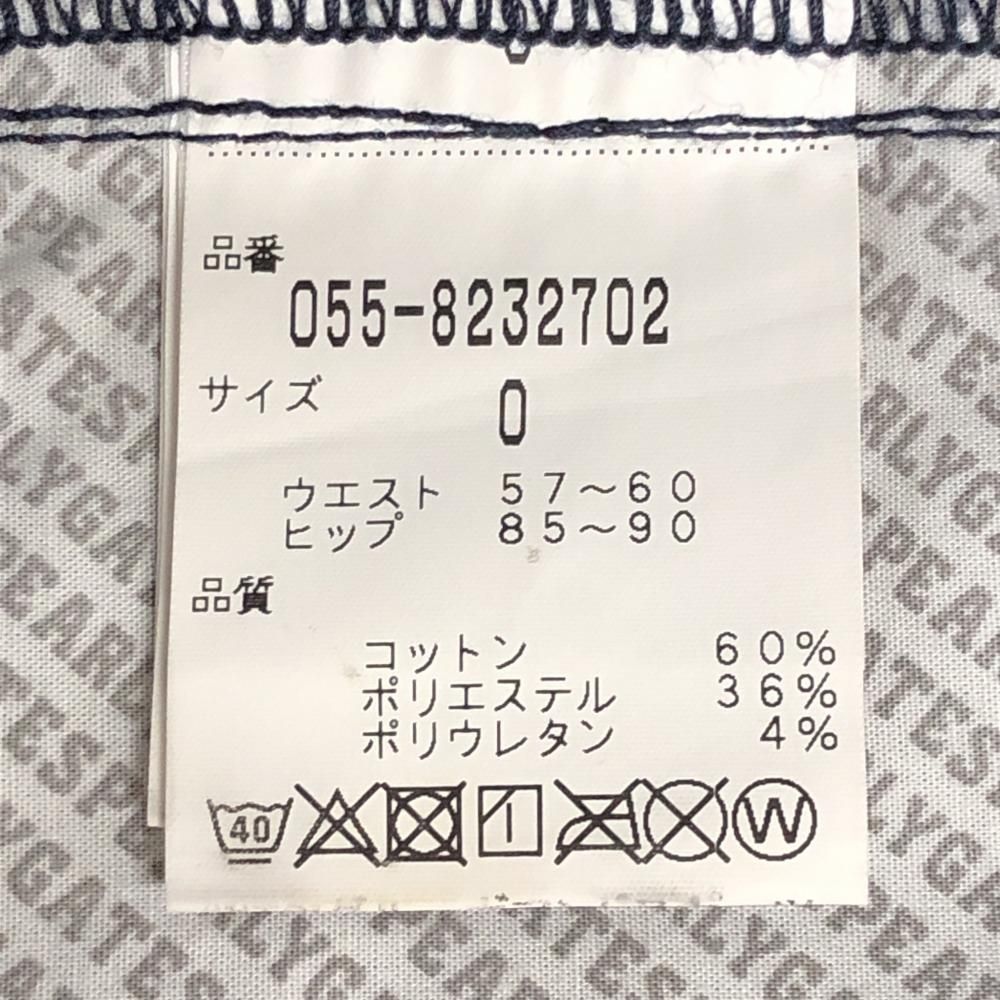 品番
055-8232702
サイズ 0
ウエスト 57～60
ヒップ 85～90
品質
コットン 60%
ポリエステル 36%
ポリウレタン 4%
40 W
PEARLY GATES